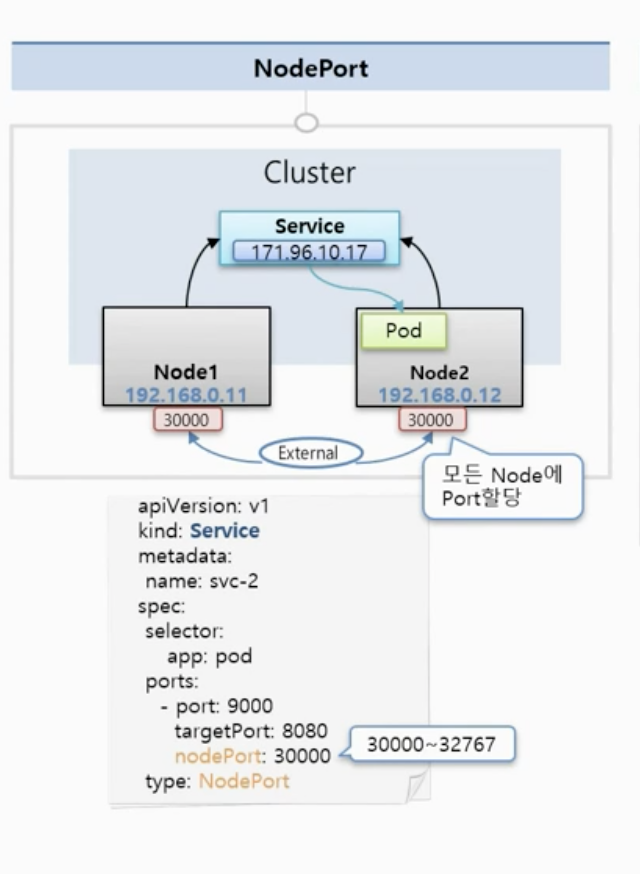 NodePort
Cluster
Service
171.96.10.17
Pod
Node1
192.168.0.11
30000
Node2
192.168.0.12
30000
External
모든 Node에
Port할당
apiVersion: v1
kind: Service
metadata:
name: svc-2
spec:
selector:
app: pod
ports:
- port: 9000
targetPort: 8080
nodePort: 30000
30000~32767
type: NodePort